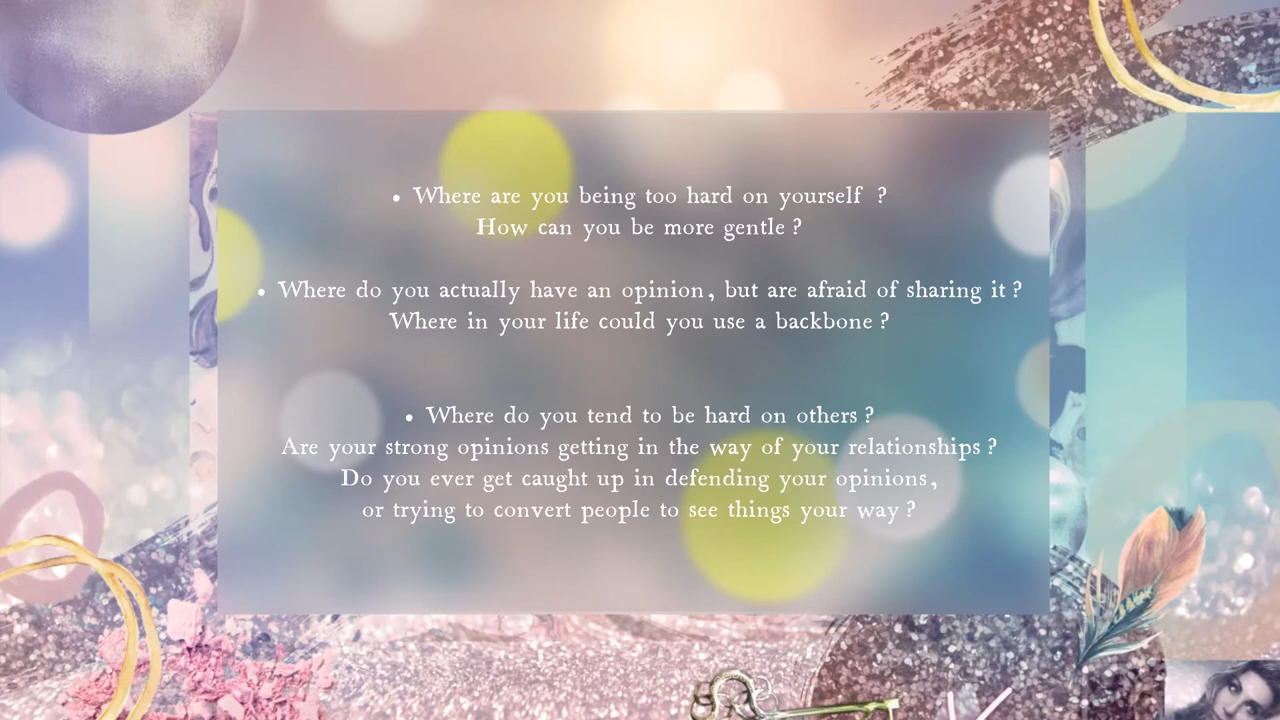 • Where are you being too hard on yourself ?
How can you be more gentle ?
• Where do you actually have an opinion, but are afraid of sharing it ?
Where in your life could you use a backbone ?
• Where do you tend to be hard on others ?
Are your strong opinions getting in the way of your relationships ?
Do you ever get caught up in defending your opinions,
or trying to convert people to see things your way ?